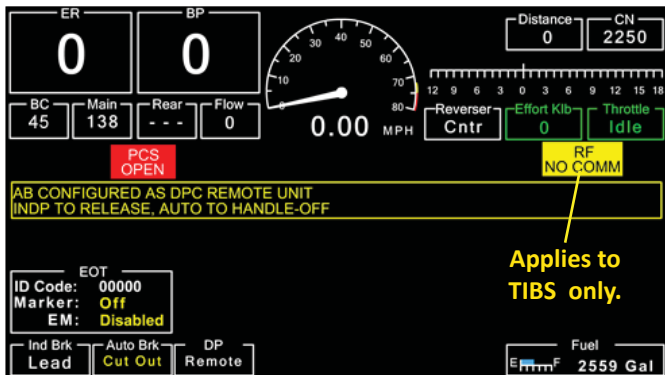 ER
BP
0
0
BC
45
Main
138
Rear
- - -
Flow
0
0
10
20
30
40
50
60
70
80
0.00 MPH
Distance
0
CN
2250
12 9 6 3 0 3 6 9 12 15 18
Reverser
Cntr
Effort Klb
0
Throttle
Idle
PCS
OPEN
RF
NO COMM
AB CONFIGURED AS DPC REMOTE UNIT
INDP TO RELEASE, AUTO TO HANDLE-OFF
Applies to
TIBS only.
EOT
ID Code: 00000
Marker: Off
EM: Disabled
Ind Brk
Lead
Auto Brk
Cut Out
DP
Remote
Fuel
E F 2559 Gal